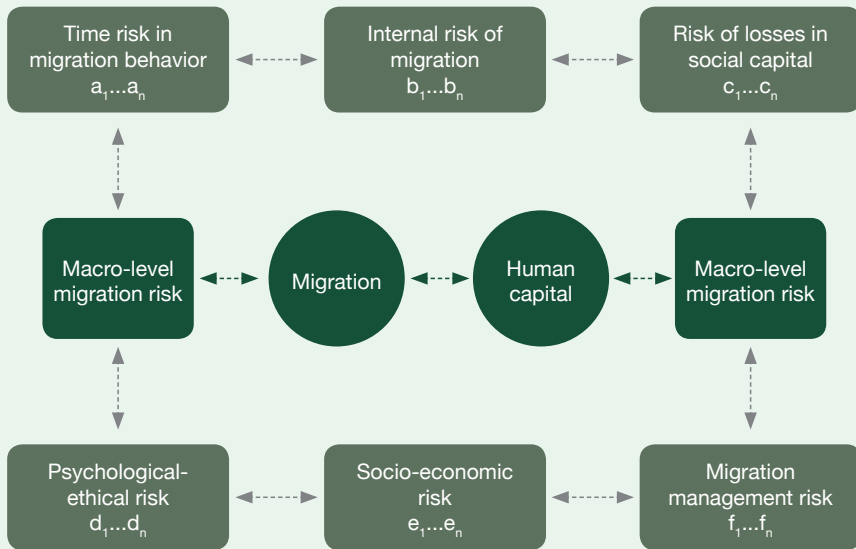 Time risk in
migration behavior
a₁...aₙ
Internal risk of
migration
b₁...bₙ
Risk of losses in
social capital
c₁...cₙ
Macro-level
migration risk
Migration
Human
capital
Macro-level
migration risk
Psychological-
ethical risk
d₁...dₙ
Socio-economic
risk
e₁...eₙ
Migration
management risk
f₁...fₙ